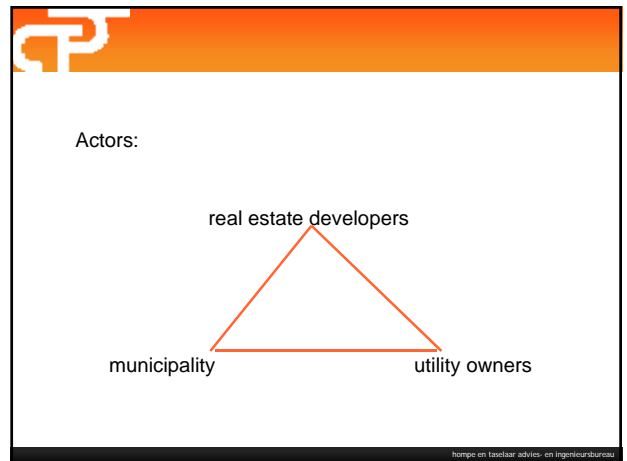 Actors:
real estate developers
municipality
utility owners
hompe en taselaar advies- en ingenieursbureau